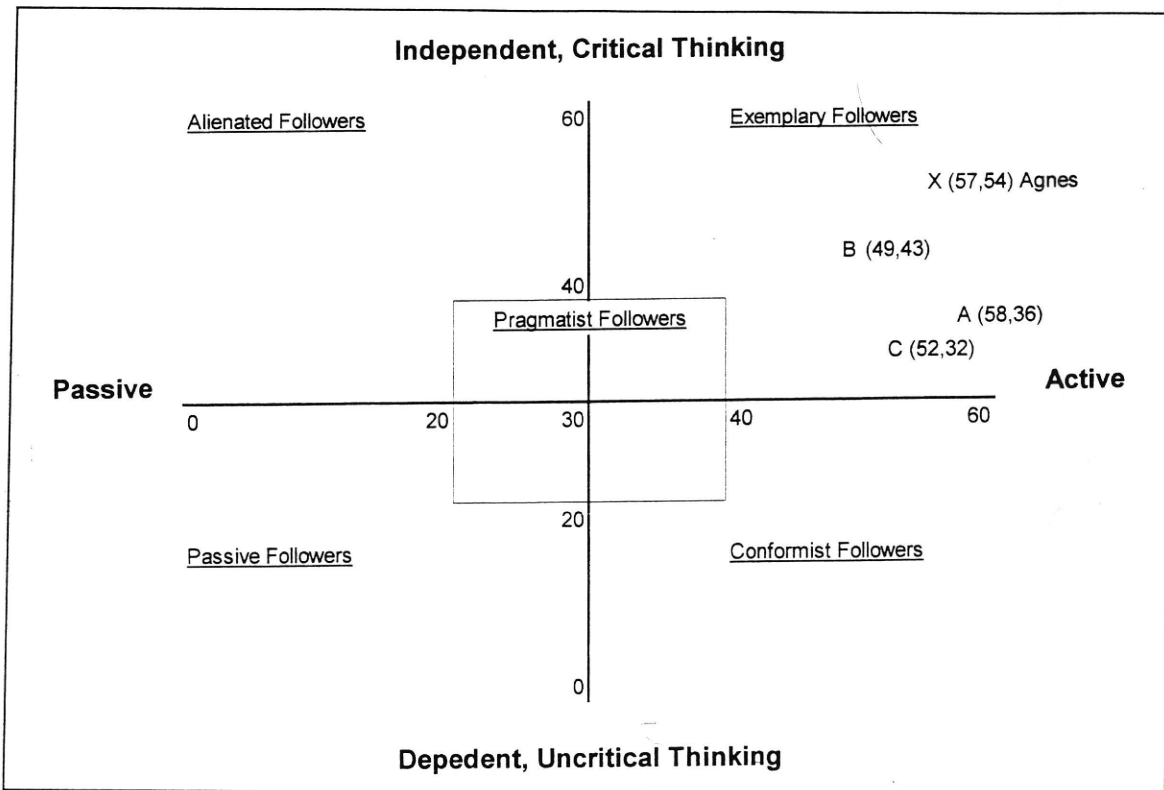 Independent, Critical Thinking
Alienated Followers
60
Exemplary Followers
X (57,54) Agnes
B (49,43)
40
Pragmatist Followers
A (58,36)
C (52,32)
Passive
Active
0
20
30
40
60
20
Passive Followers
Conformist Followers
0
Depedent, Uncritical Thinking